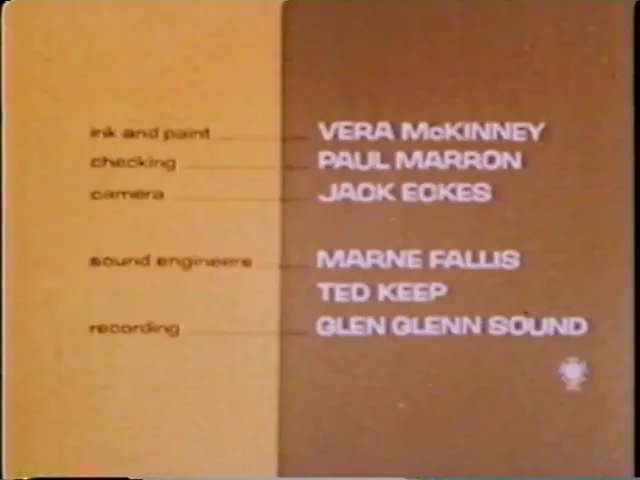 ink and paint VERA McKINNEY
checking PAUL MARRON
camera JACK ECKES
sound engineers MARNE FALLIS
TED KEEP
recording GLEN GLENN SOUND